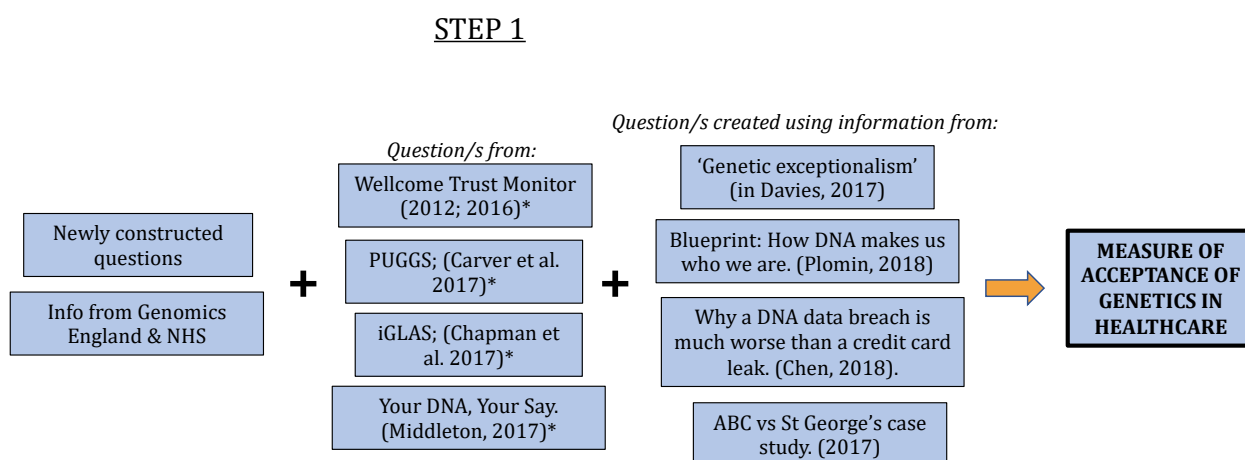 STEP 1
Newly constructed
questions
Info from Genomics
England & NHS
+
Question/s from:
Wellcome Trust Monitor
(2012; 2016)*
PUGGS; (Carver et al.
2017)*
iGLAS; (Chapman et
al. 2017)*
Your DNA, Your Say.
(Middleton, 2017)*
+
Question/s created using information from:
‘Genetic exceptionalism’
(in Davies, 2017)
Blueprint: How DNA makes us
who we are. (Plomin, 2018)
Why a DNA data breach is
much worse than a credit card
leak. (Chen, 2018).
ABC vs St George’s case
study. (2017)
MEASURE OF
ACCEPTANCE OF
GENETICS IN
HEALTHCARE